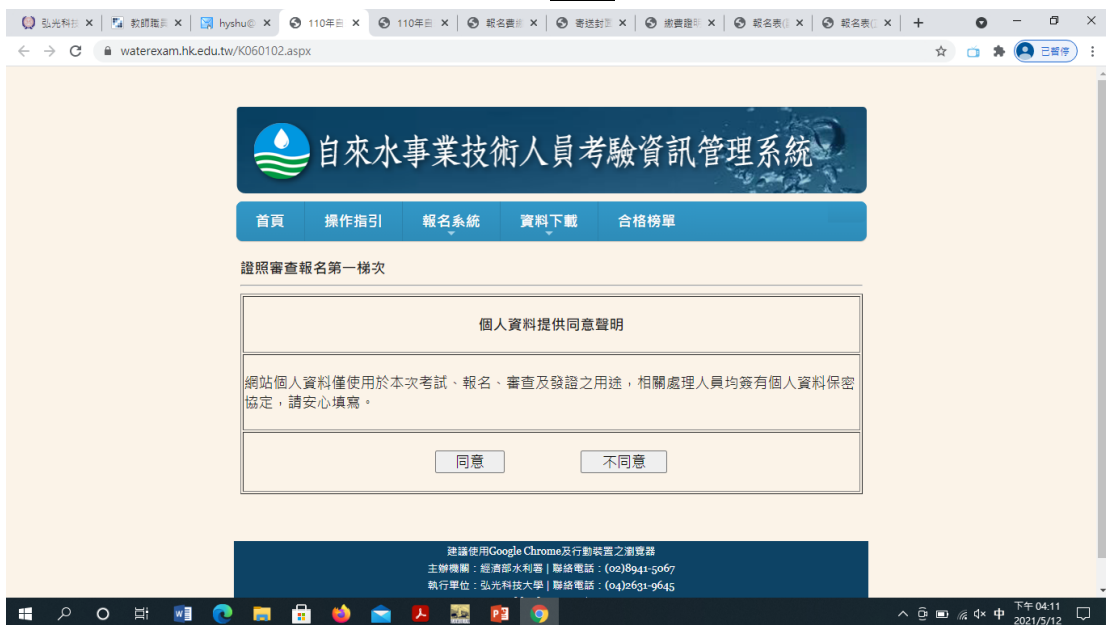 弘光科技
教師職員
hyshu@
110年自
110年自
報名費
寄送封面
繳費證明
報名表(
報名表(
waterexam.hk.edu.tw/K060102.aspx
已暫停
自來水事業技術人員考驗資訊管理系統
首頁 操作指引 報名系統 資料下載 合格榜單
證照審查報名第一梯次
個人資料提供同意聲明
網站個人資料僅使用於本次考試、報名、審查及發證之用途，相關處理人員均簽有個人資料保密
協定，請安心填寫。
同意 不同意
建議使用Google Chrome及行動裝置之瀏覽器
主辦機關：經濟部水利署 | 聯絡電話：(02)8941-5067
執行單位：弘光科技大學 | 聯絡電話：(04)2631-9645
中
下午 04:11
2021/5/12